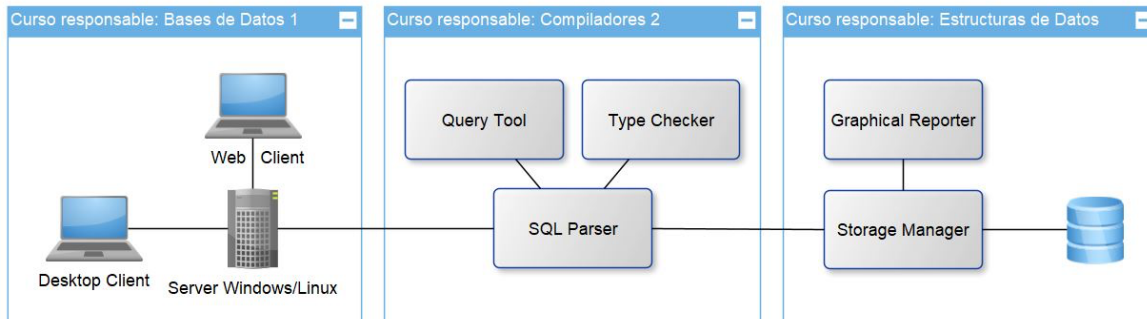 Curso responsable: Bases de Datos 1
Web Client
Desktop Client
Server Windows/Linux
Curso responsable: Compiladores 2
Query Tool
Type Checker
SQL Parser
Curso responsable: Estructuras de Datos
Graphical Reporter
Storage Manager